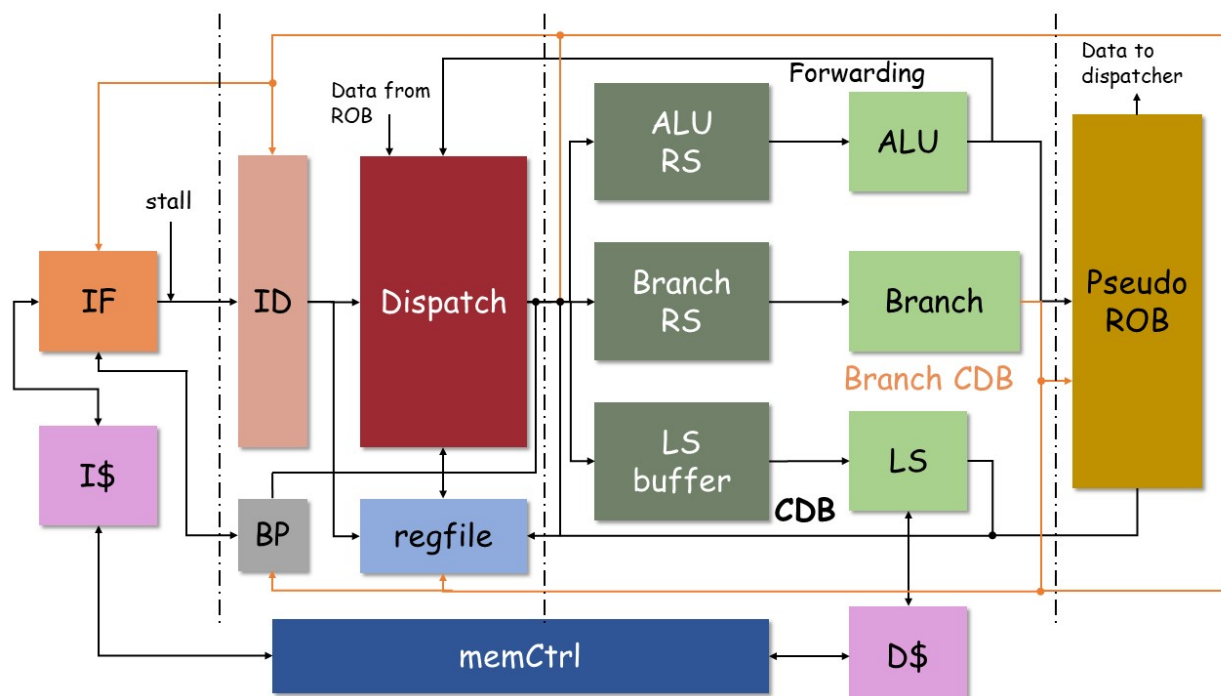 Data to
dispatcher
Forwarding
Data from
ROB
ALU
RS
ALU
stall
IF
ID
Dispatch
Branch
RS
Branch
Pseudo
ROB
Branch CDB
I$
LS
buffer
LS
CDB
BP
regfile
memCtrl
D$